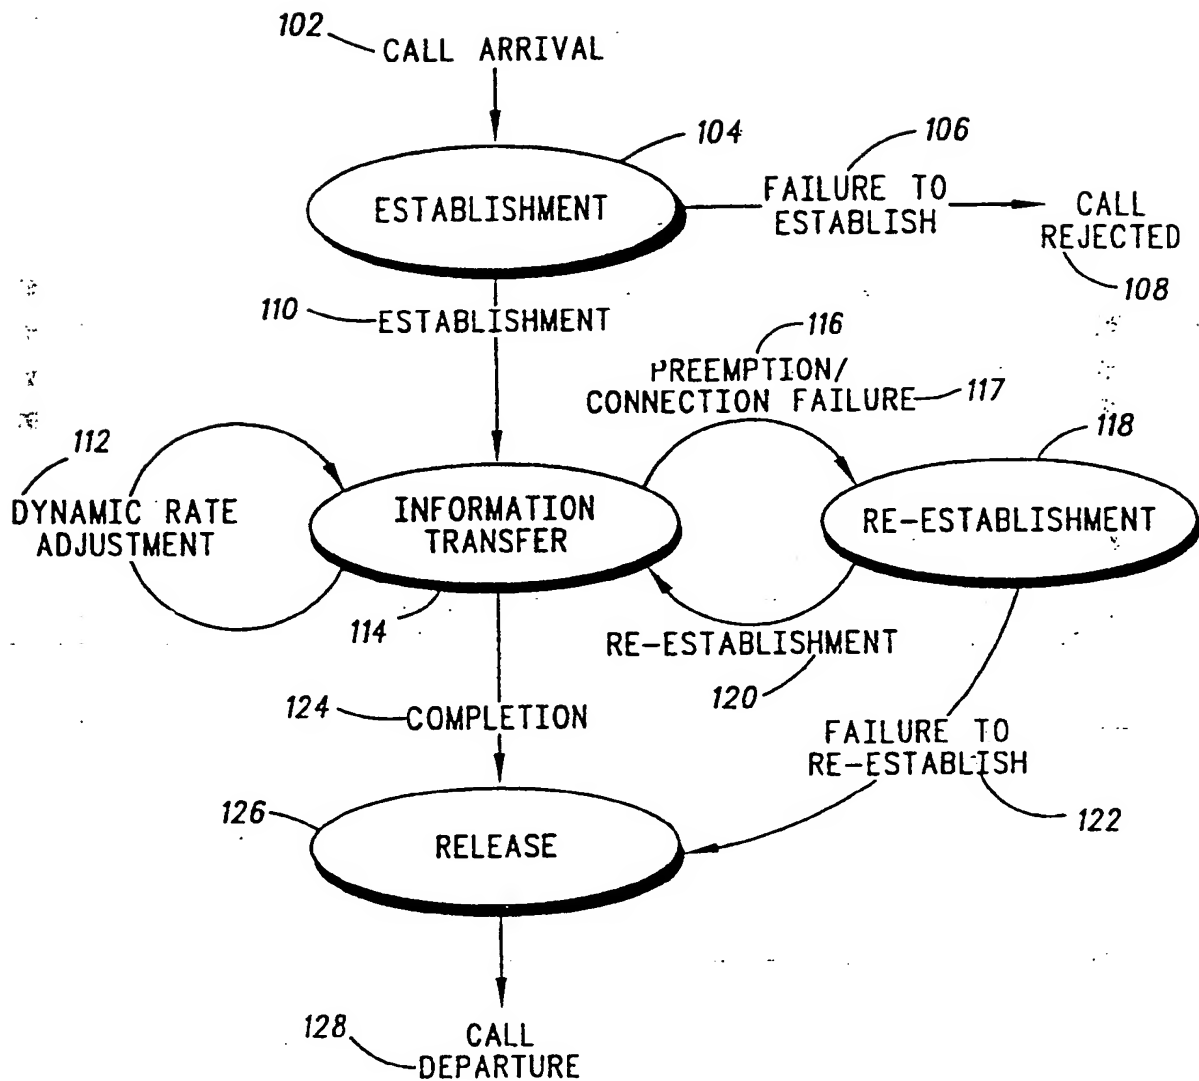 102
CALL ARRIVAL
104
106
ESTABLISHMENT
FAILURE TO
ESTABLISH
CALL
REJECTED
108
110
ESTABLISHMENT
116
PREEMPTION/
CONNECTION FAILURE
117
112
118
DYNAMIC RATE
ADJUSTMENT
INFORMATION
TRANSFER
RE-ESTABLISHMENT
114
RE-ESTABLISHMENT
120
124
COMPLETION
FAILURE TO
RE-ESTABLISH
122
126
RELEASE
128
CALL
DEPARTURE